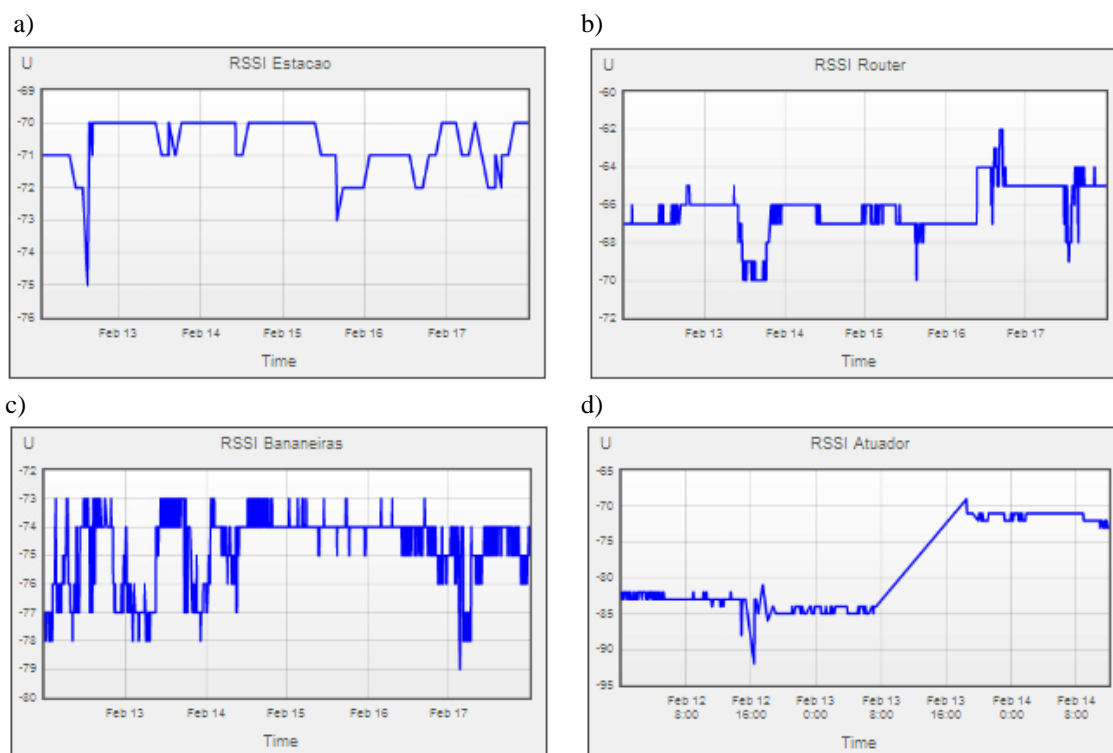 a)
U RSSI Estacao
-69
-70
-71
-72
-73
-74
-75
-76
Feb 13 Feb 14 Feb 15 Feb 16 Feb 17
Time
b)
U RSSI Router
-60
-62
-64
-66
-68
-70
-72
Feb 13 Feb 14 Feb 15 Feb 16 Feb 17
Time
c)
U RSSI Bananeiras
-72
-73
-74
-75
-76
-77
-78
-79
-80
Feb 13 Feb 14 Feb 15 Feb 16 Feb 17
Time
d)
U RSSI Atuador
-65
-70
-75
-80
-85
-90
-95
Feb 12 Feb 12 Feb 13 Feb 13 Feb 13 Feb 14 Feb 14
8:00 16:00 0:00 8:00 16:00 0:00 8:00
Time